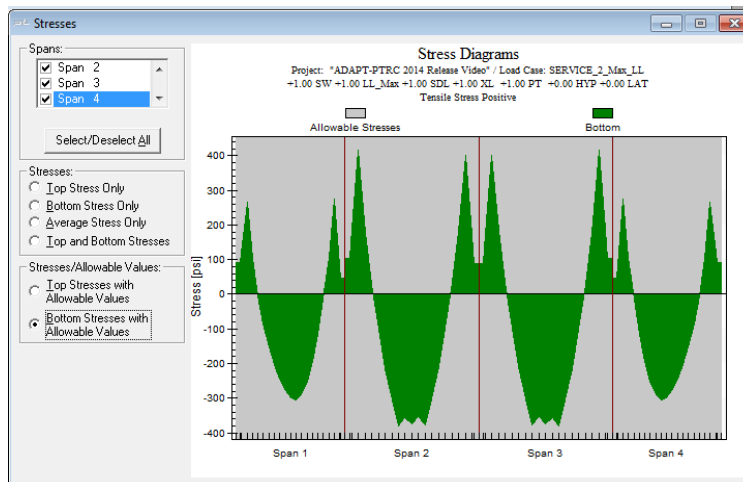 Stresses
Spans:
Span 2
Span 3
Span 4
Select/Deselect All
Stresses:
Top Stress Only
Bottom Stress Only
Average Stress Only
Top and Bottom Stresses
Stresses/Allowable Values:
Top Stresses with
Allowable Values
Bottom Stresses with
Allowable Values
Stress Diagrams
Project: "ADAPT-PTRC 2014 Release Video" / Load Case: SERVICE_2_Max_LL
+1.00 SW +1.00 LL_Max +1.00 SDL +1.00 XL +1.00 PT +0.00 HYP +0.00 LAT
Tensile Stress Positive
Allowable Stresses
Bottom
Stress [psi]
400
300
200
100
0
-100
-200
-300
-400
Span 1
Span 2
Span 3
Span 4